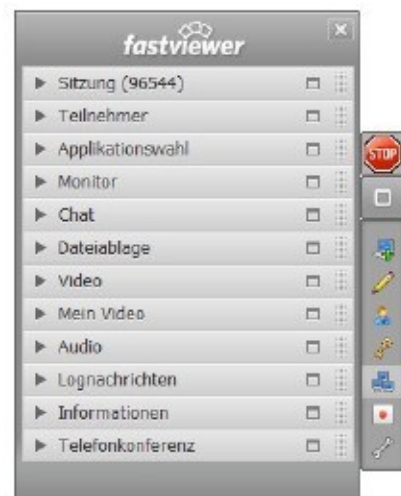 fastviewer
Sitzung (96544)
Teilnehmer
Applikationswahl
Monitor
Chat
Dateiablage
Video
Mein Video
Audio
Lognachrichten
Informationen
Telefonkonferenz
STOP